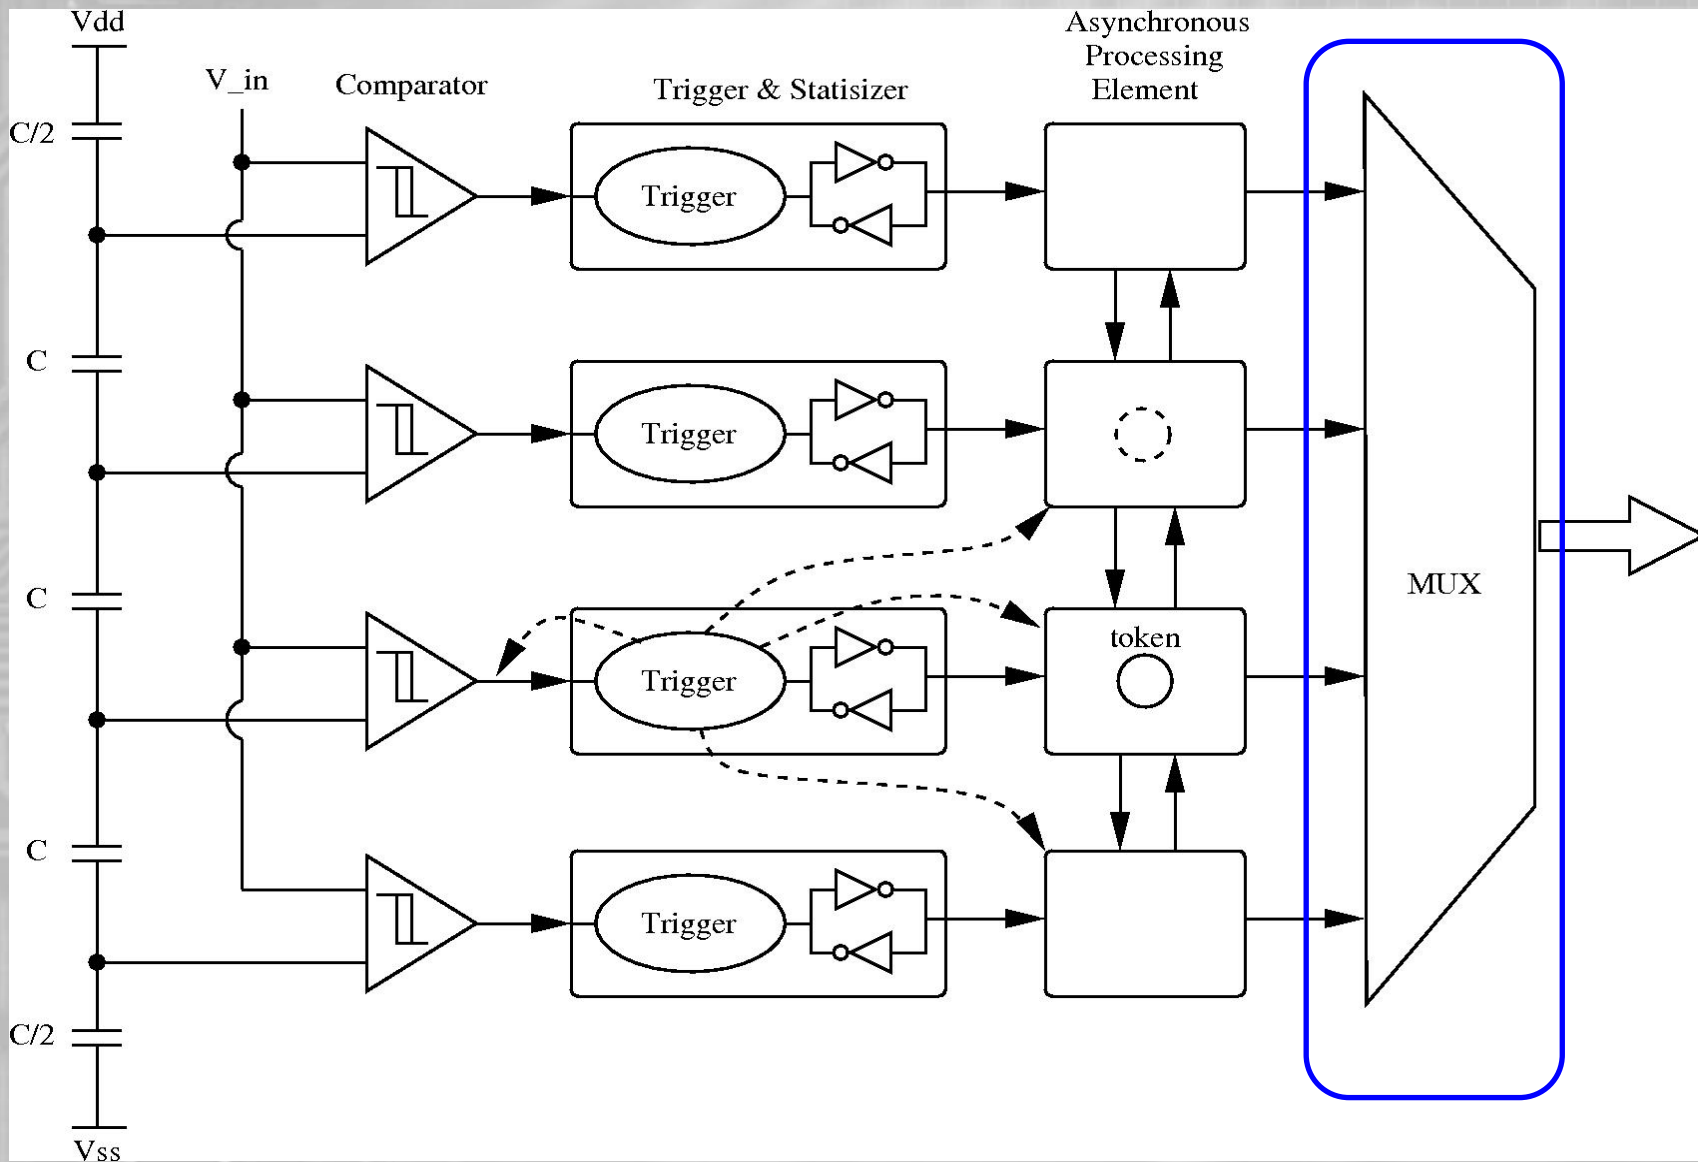 Vdd
V_in
Comparator
Trigger & Statisizer
Asynchronous
Processing
Element
C/2
Trigger
C
Trigger
C
MUX
token
Trigger
C
Trigger
C/2
Vss